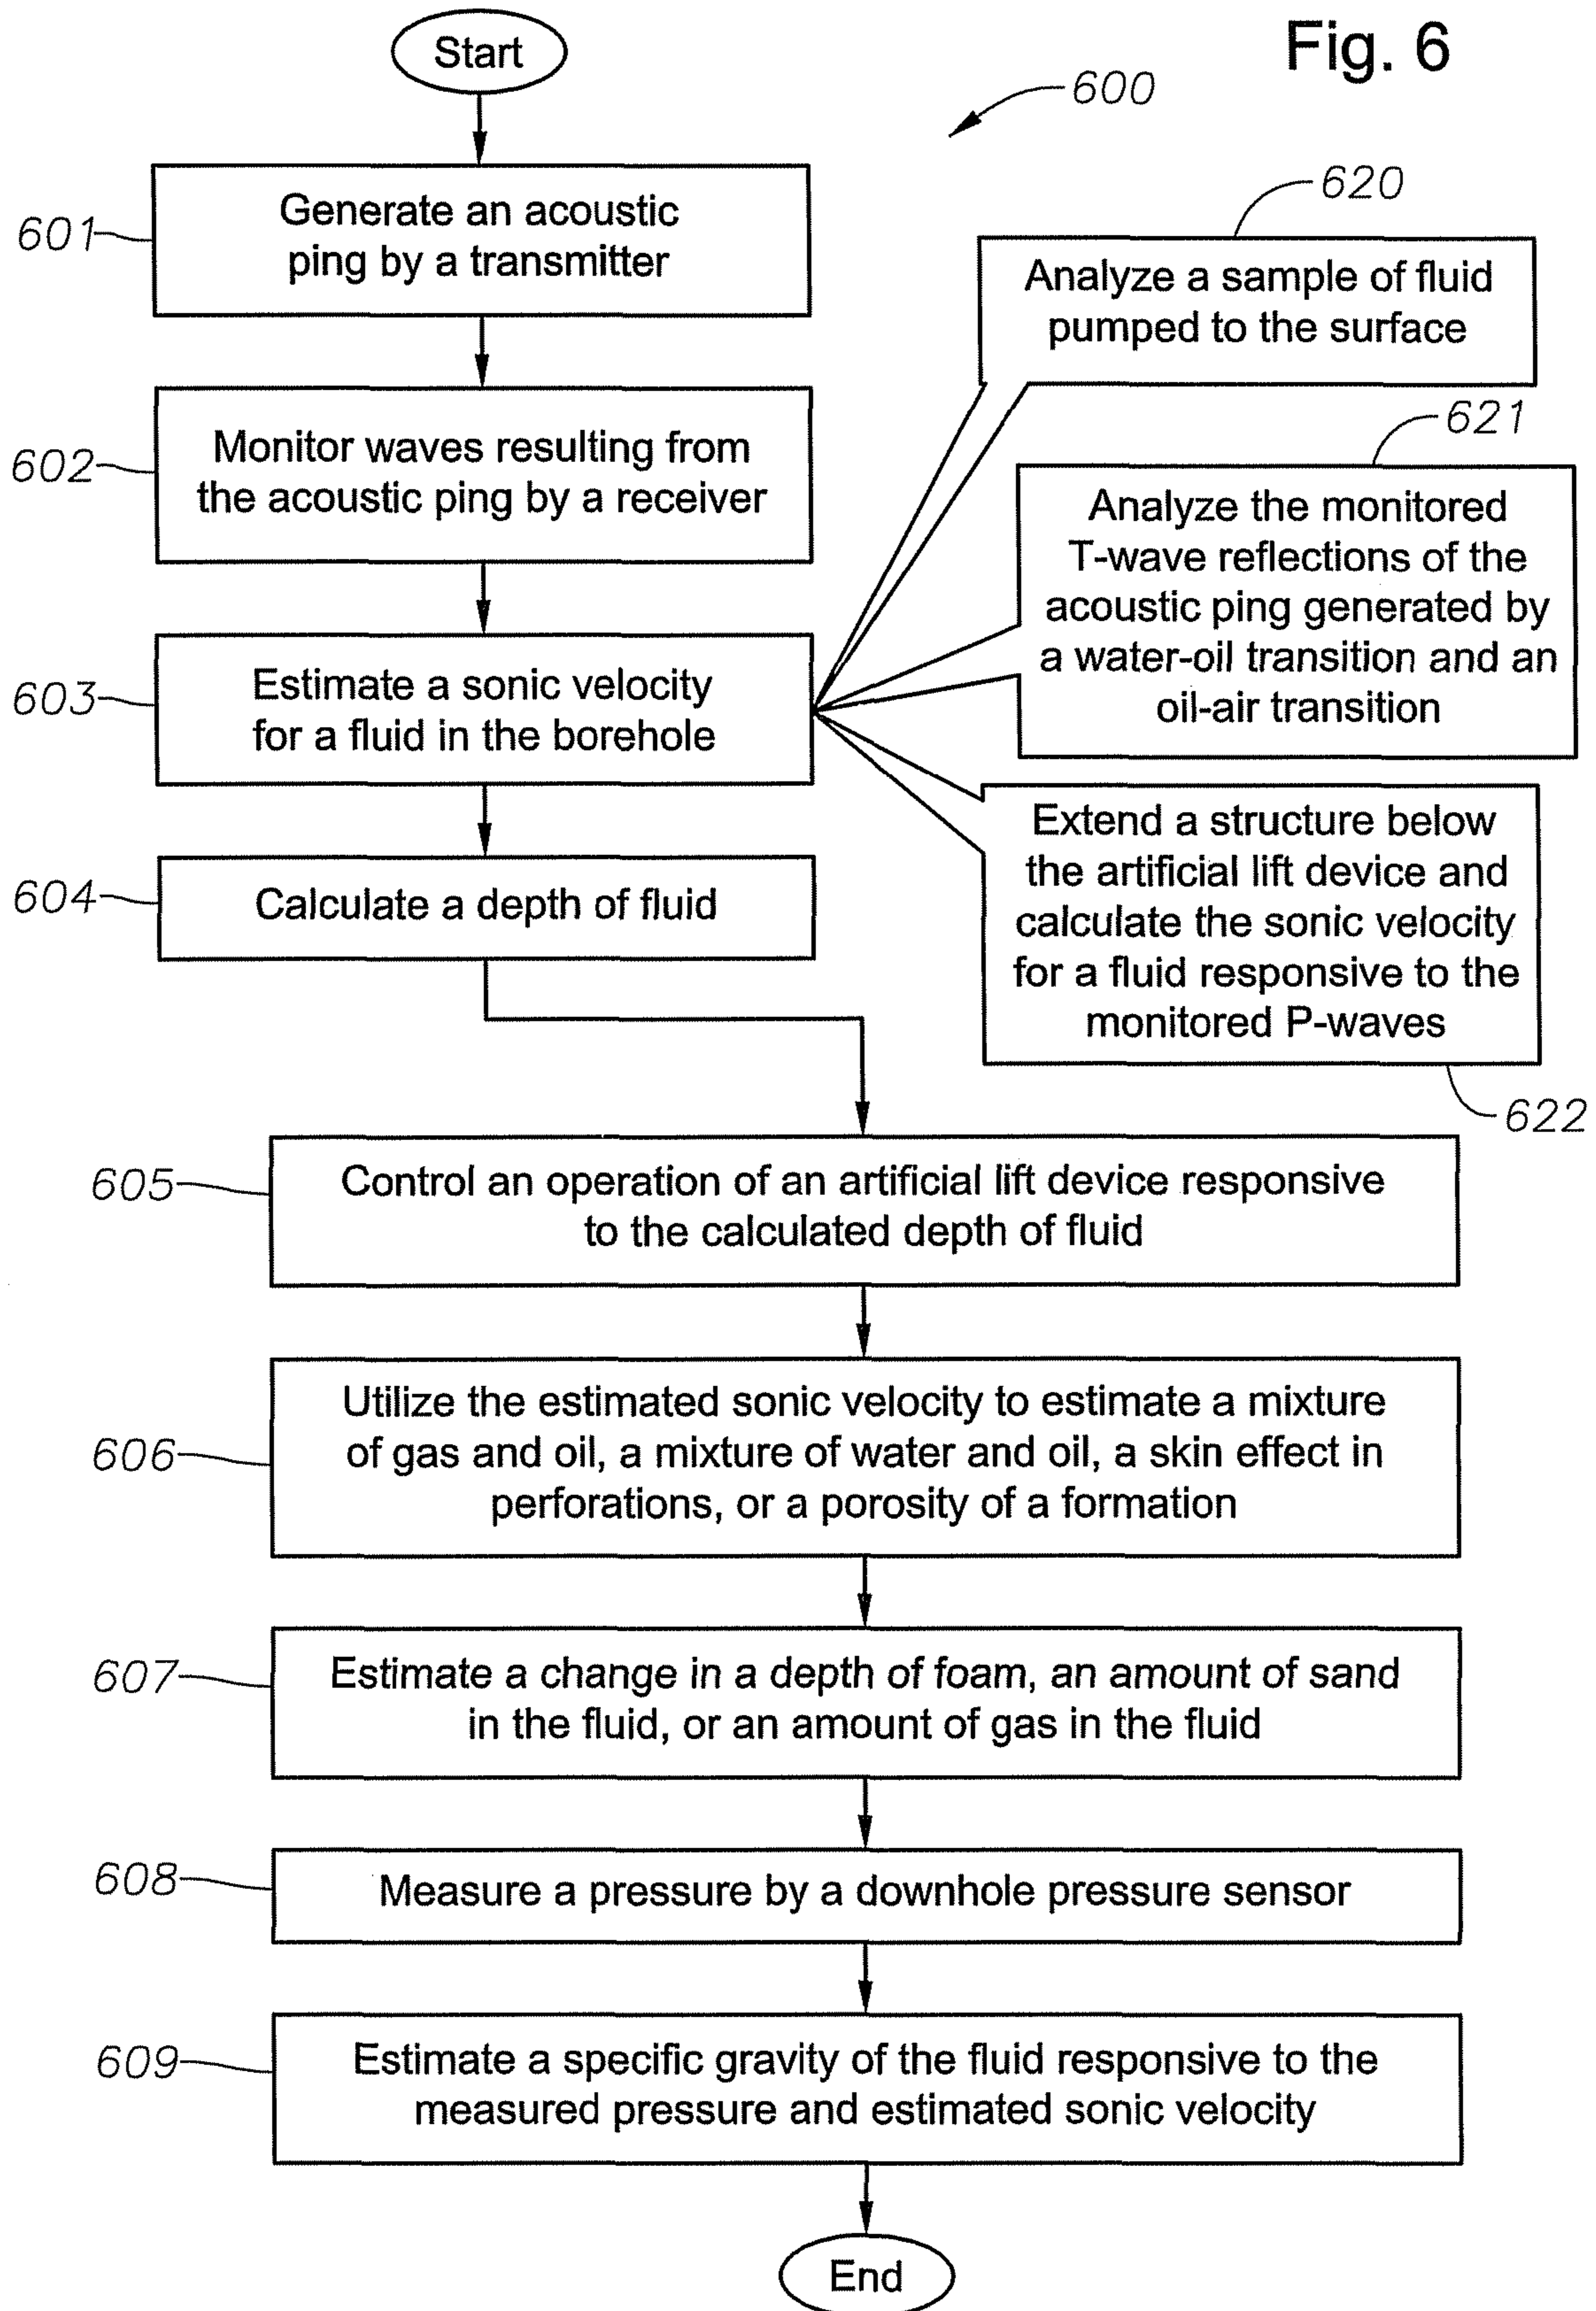 Start
Fig. 6
600
601
Generate an acoustic
ping by a transmitter
602
Monitor waves resulting from
the acoustic ping by a receiver
603
Estimate a sonic velocity
for a fluid in the borehole
620
Analyze a sample of fluid
pumped to the surface
621
Analyze the monitored
T-wave reflections of the
acoustic ping generated by
a water-oil transition and an
oil-air transition
Extend a structure below
the artificial lift device and
calculate the sonic velocity
for a fluid responsive to the
monitored P-waves
622
604
Calculate a depth of fluid
605
Control an operation of an artificial lift device responsive
to the calculated depth of fluid
606
Utilize the estimated sonic velocity to estimate a mixture
of gas and oil, a mixture of water and oil, a skin effect in
perforations, or a porosity of a formation
607
Estimate a change in a depth of foam, an amount of sand
in the fluid, or an amount of gas in the fluid
608
Measure a pressure by a downhole pressure sensor
609
Estimate a specific gravity of the fluid responsive to the
measured pressure and estimated sonic velocity
End